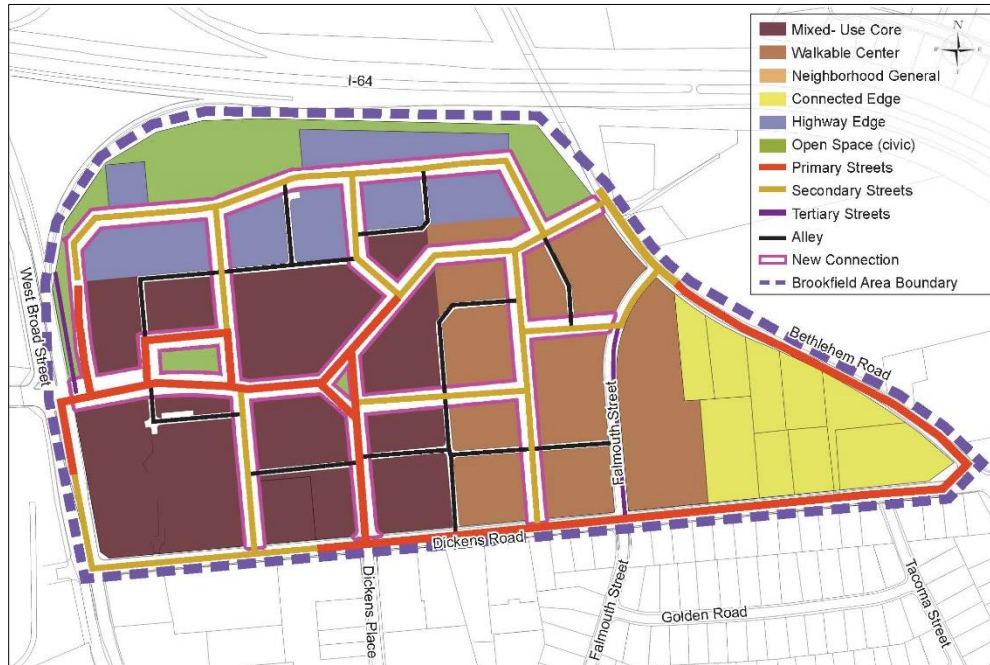 Mixed- Use Core
Walkable Center
Neighborhood General
Connected Edge
Highway Edge
Open Space (civic)
Primary Streets
Secondary Streets
Tertiary Streets
Alley
New Connection
Brookfield Area Boundary
N
I-64
West Broad Street
Bethlehem Road
Falmouth Street
Dickens Road
Dickens Place
Falmouth Street
Golden Road
Tacoma Street